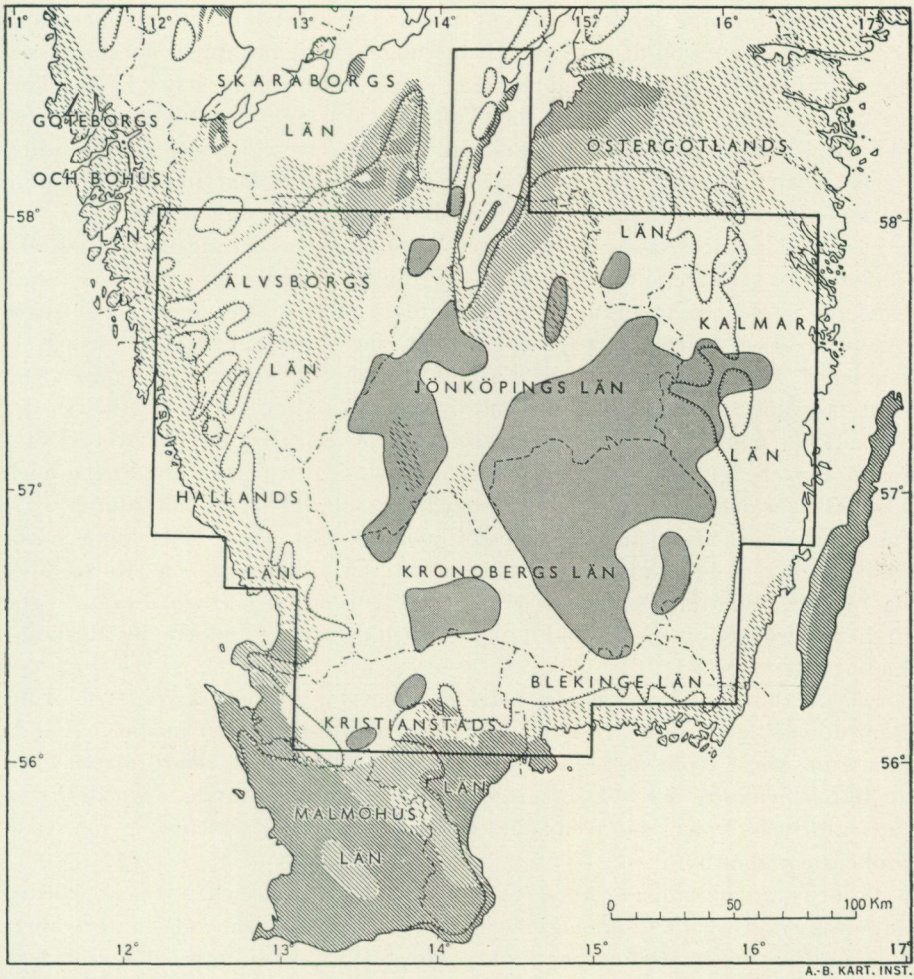 11° 12° 13° 14° 15° 16° 17°
SKARABORGS
LÄN
GÖTEBORGS
OCH BOHUS
LÄN
ÖSTERGÖTLANDS
LÄN
58° 58°
ÄLVSBORGS
LÄN
KALMAR
LÄN
JÖNKÖPINGS LÄN
57° 57°
HALLANDS
LÄN
KRONOBERGS LÄN
BLEKINGE LÄN
KRISTIANSTADS
LÄN
56° 56°
MALMÖHUS
LÄN
0 50 100 Km
12° 13° 14° 15° 16° 17°
A.-B. KART. INST.